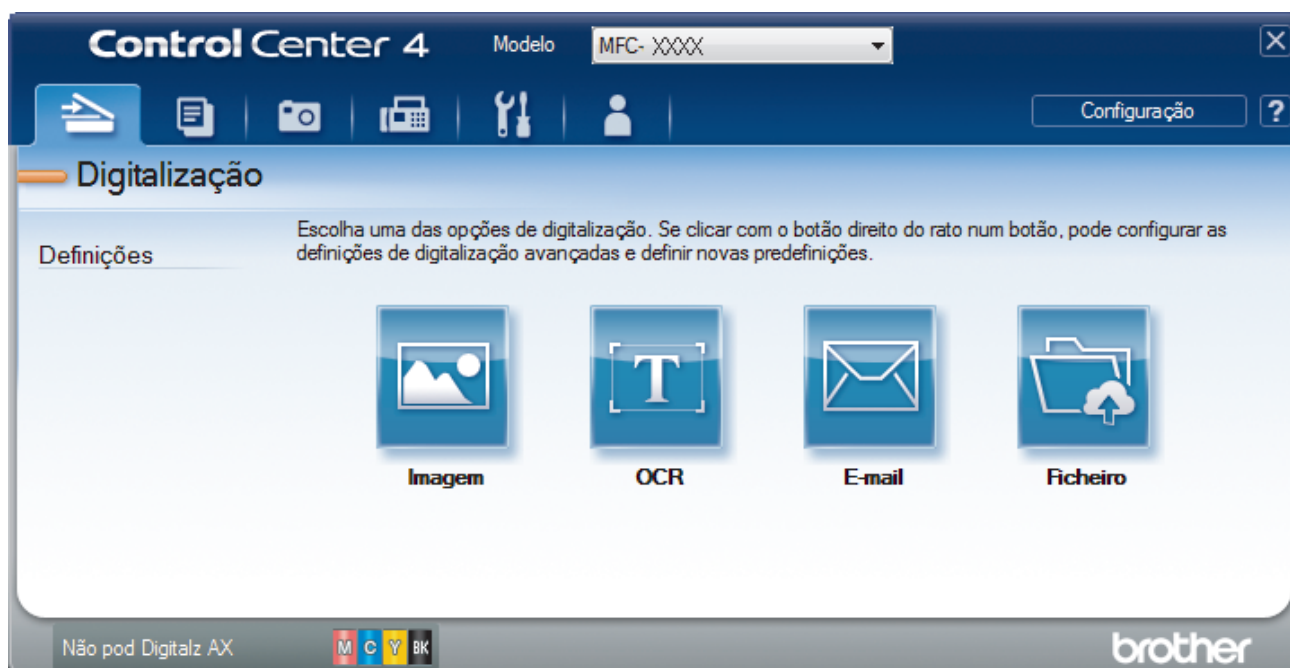 Control Center 4 Modelo MFC- XXXX
Configuração ?
Digitalização
Definições
Escolha uma das opções de digitalização. Se clicar com o botão direito do rato num botão, pode configurar as
definições de digitalização avançadas e definir novas predefinições.
T
Imagem OCR E-mail Ficheiro
Não pod Digitalz AX M C Y BK brother